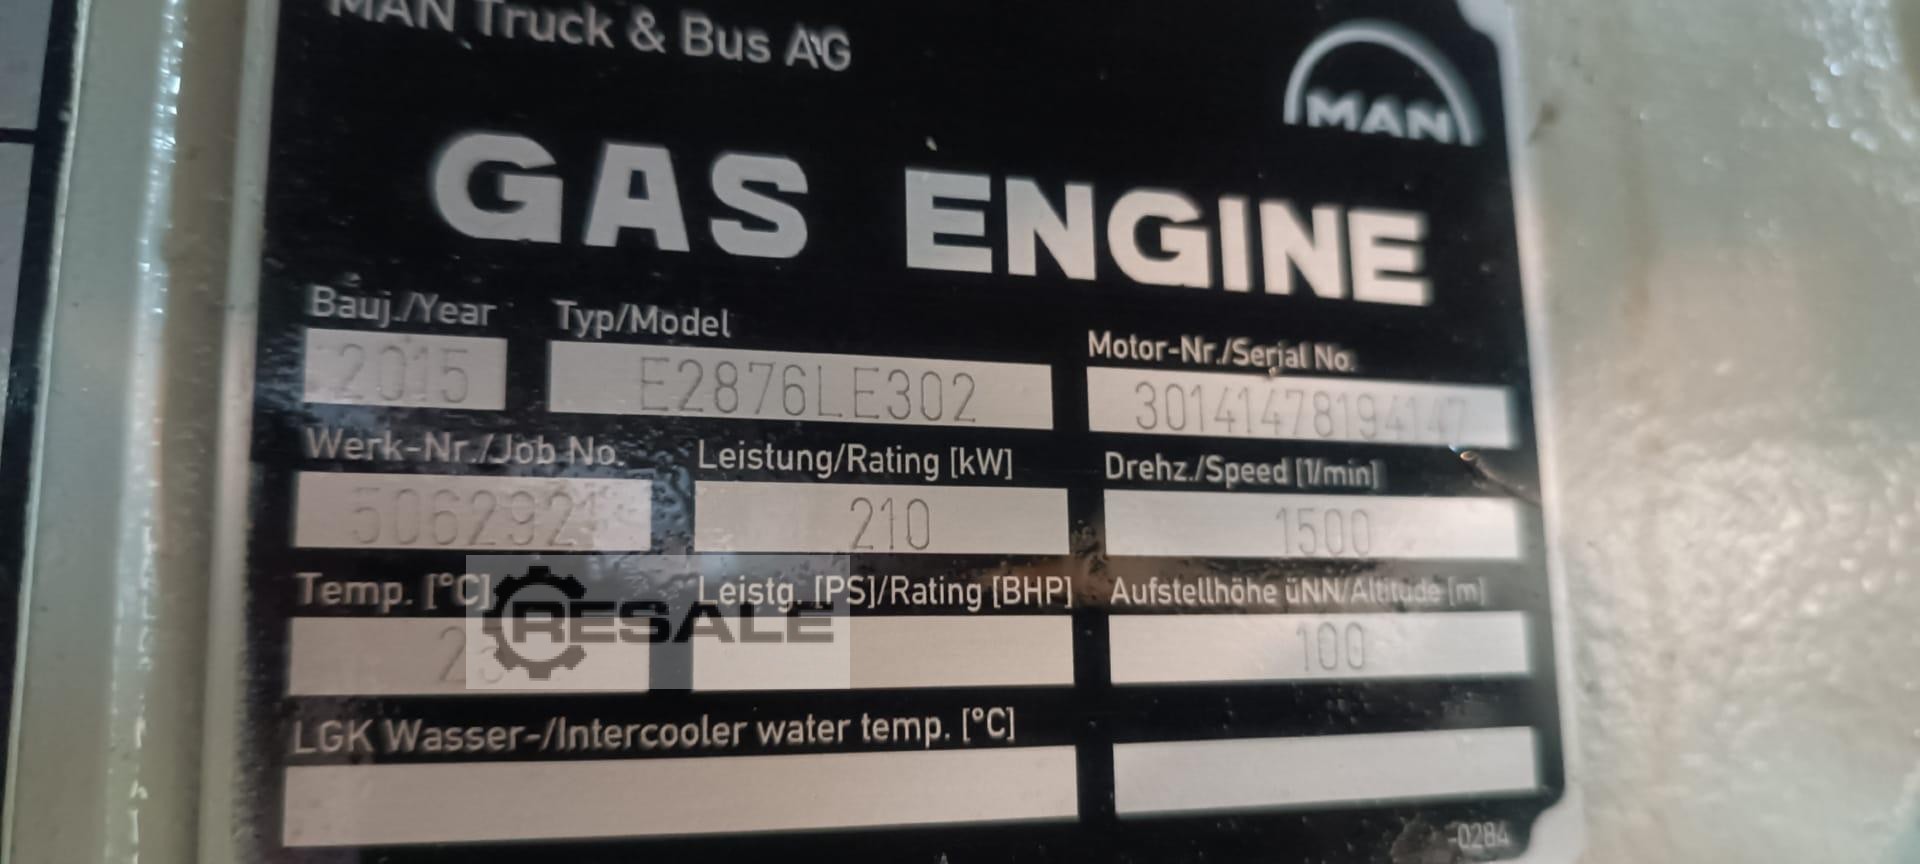 MAN Truck & Bus AG
MAN
GAS ENGINE
Bauj./Year Typ/Model Motor-Nr./Serial No.
2015 E2876LE302 30141478194147
Werk-Nr./Job No. Leistung/Rating [kW] Drehz./Speed [1/min]
210 1500
Temp. [°C] Leistg. [PS]/Rating [BHP] Aufstellhöhe üNN/Altitude [m]
RESALE
100
LGK Wasser-/Intercooler water temp. [°C]
-0284